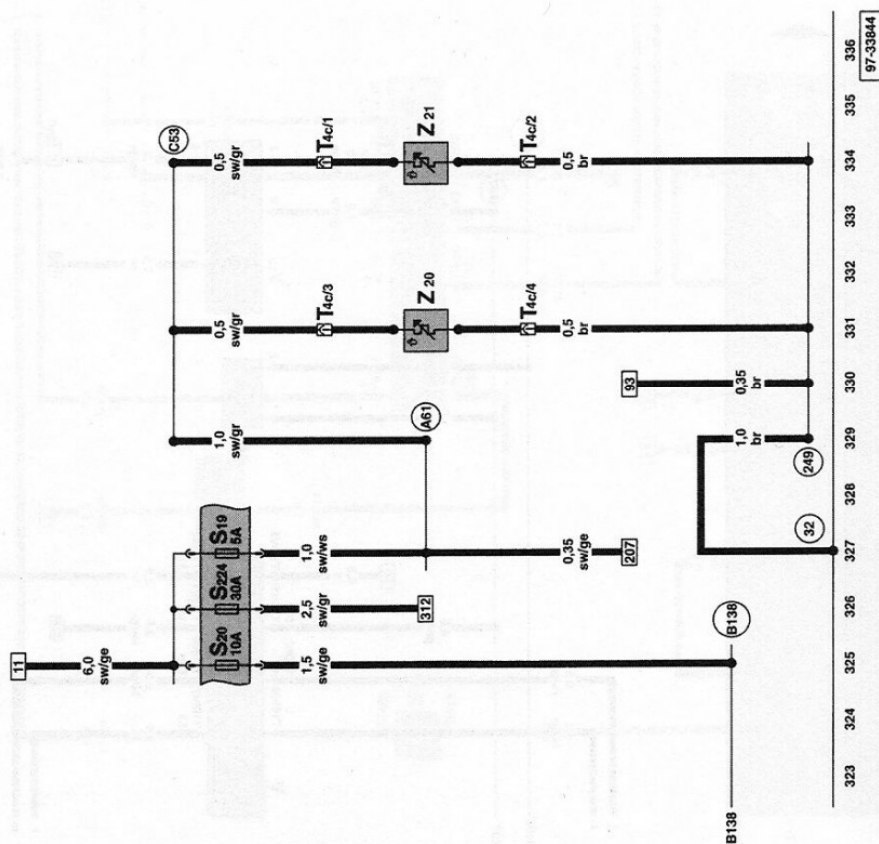 11
6,0
sw/ge
S20
10A
S224
30A
S19
5A
1,5
sw/ge
2,5
sw/gr
312
1,0
sw/ws
0,35
sw/ge
207
B138
B138
1,0
sw/gr
A61
C53
0,5
sw/gr
T4c/3
Z20
T4c/4
0,5
br
0,5
sw/gr
T4c/1
Z21
T4c/2
0,5
br
93
0,35
br
1,0
br
249
32
323 324 325 326 327 328 329 330 331 332 333 334 335 336
97-33844